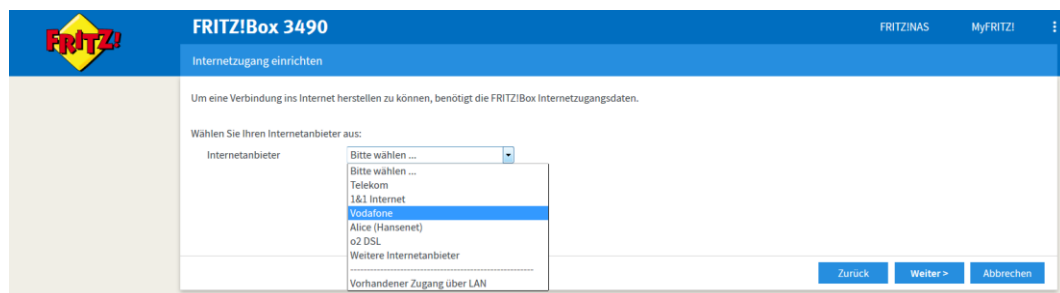 FRITZ!
FRITZ!Box 3490
FRITZ!NAS MyFRITZ!
Internetzugang einrichten
Um eine Verbindung ins Internet herstellen zu können, benötigt die FRITZ!Box Internetzugangsdaten.
Wählen Sie Ihren Internetanbieter aus:
Internetanbieter Bitte wählen ...
Bitte wählen ...
Telekom
1&1 Internet
Vodafone
Alice (Hansenet)
o2 DSL
Weitere Internetanbieter
--------------------------------------------------------
Vorhandener Zugang über LAN
Zurück Weiter > Abbrechen